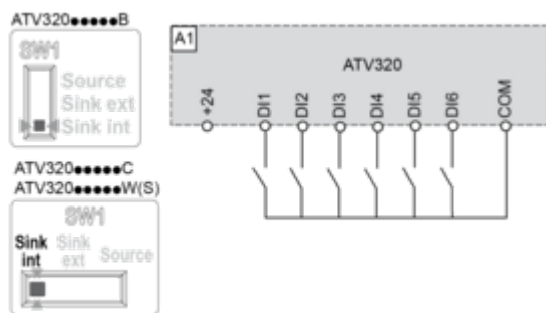 ATV320●●●●●B
SW1
Source
Sink ext
Sink int
ATV320●●●●●C
ATV320●●●●●W(S)
SW1
Sink int
Sink ext
Source
A1
ATV320
+24
DI1
DI2
DI3
DI4
DI5
DI6
COM